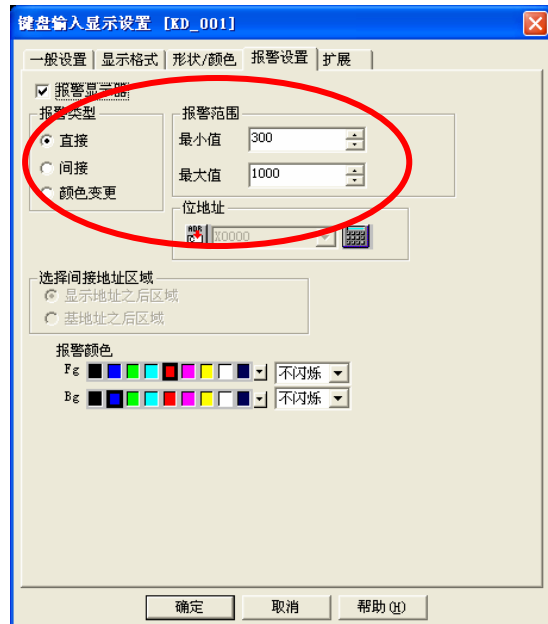 键盘输入显示设置 [KD_001]
一般设置 显示格式 形状/颜色 报警设置 扩展
报警显示器
报警类型
直接
间接
颜色变更
报警范围
最小值 300
最大值 1000
位地址
ADR X0000
选择间接地址区域
显示地址之后区域
基地址之后区域
报警颜色
Fg 不闪烁
Bg 不闪烁
确定 取消 帮助(H)